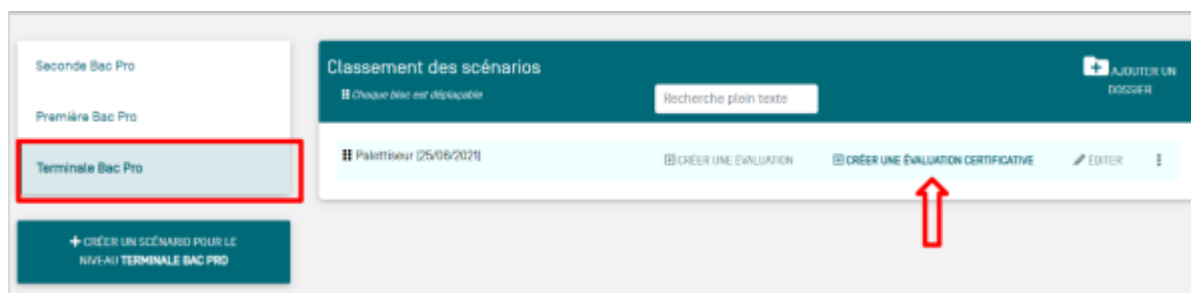 Seconde Bac Pro
Première Bac Pro
Terminale Bac Pro
+ CRÉER UN SCÉNARIO POUR LE
NIVEAU TERMINALE BAC PRO
Classement des scénarios
Chaque bloc est déplaçable
Recherche plein texte
AJOUTER UN
DOSSIER
Palettiseur (25/06/2021)
CRÉER UNE ÉVALUATION
CRÉER UNE ÉVALUATION CERTIFICATIVE
ÉDITER